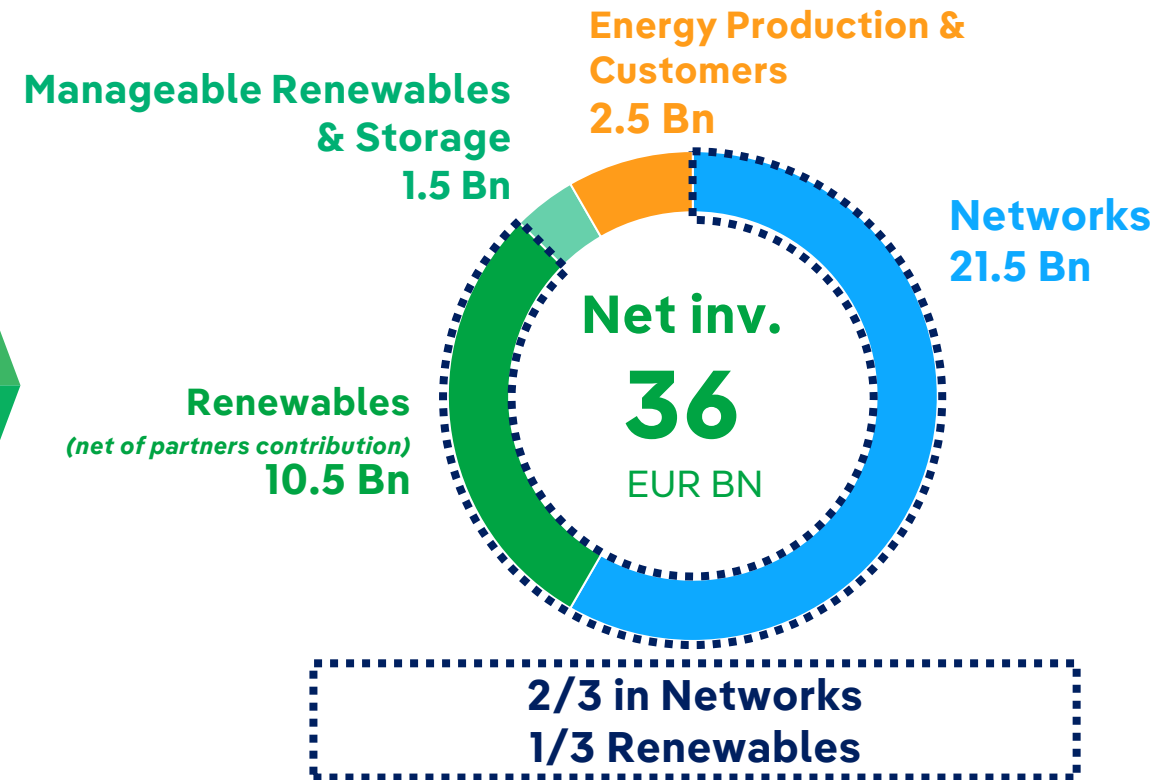 Energy Production &
Customers
2.5 Bn
Manageable Renewables
& Storage
1.5 Bn
Networks
21.5 Bn
Net inv.
36
EUR BN
Renewables
(net of partners contribution)
10.5 Bn
2/3 in Networks
1/3 Renewables